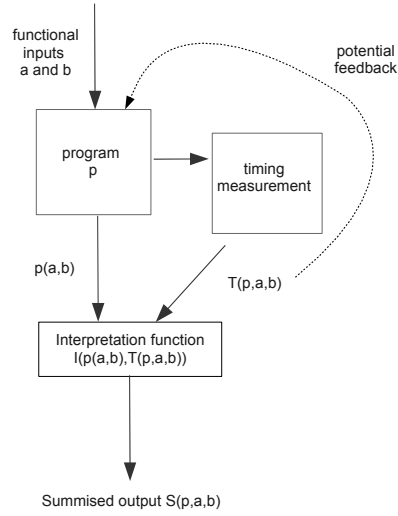 functional
inputs
a and b
potential
feedback
program
p
timing
measurement
p(a,b)
T(p,a,b)
Interpretation function
I(p(a,b),T(p,a,b))
Summised output S(p,a,b)